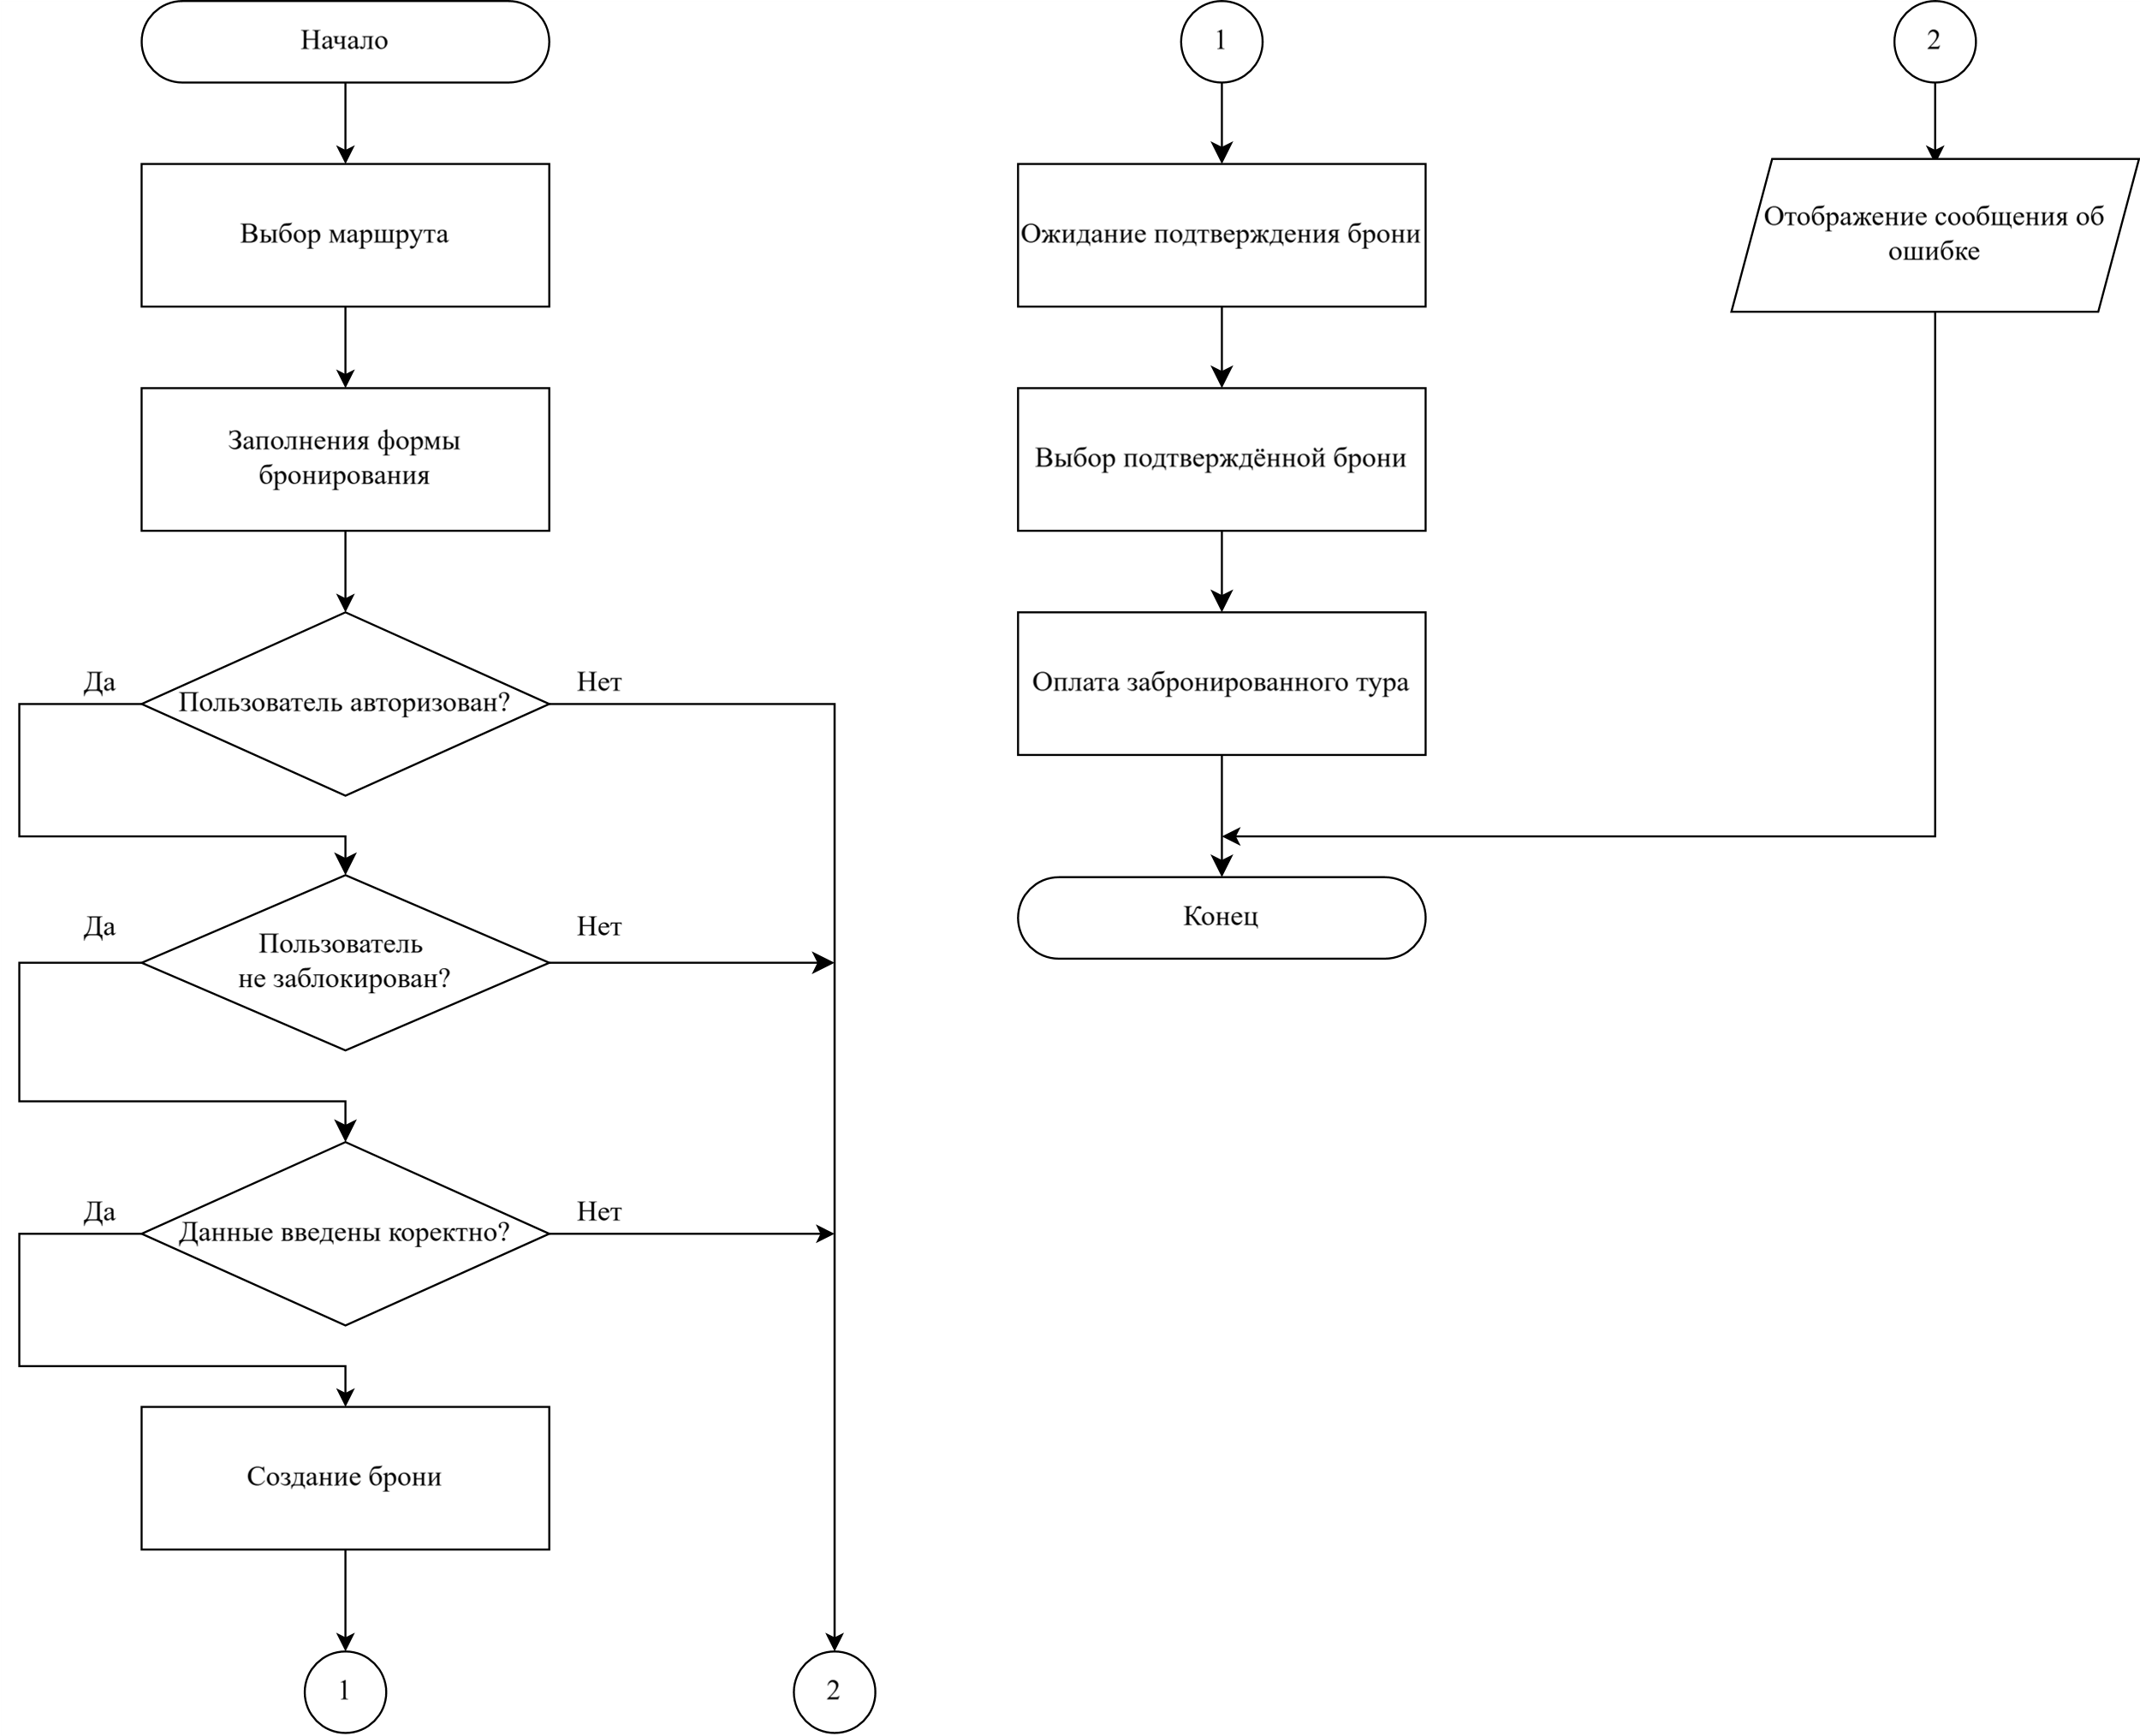 Начало
Выбор маршрута
Заполнения формы
бронирования
Да
Нет
Пользователь авторизован?
Да
Нет
Пользователь
не заблокирован?
Да
Нет
Данные введены коректно?
Создание брони
1
2
1
Ожидание подтверждения брони
Выбор подтверждённой брони
Оплата забронированного тура
Конец
2
Отображение сообщения об
ошибке